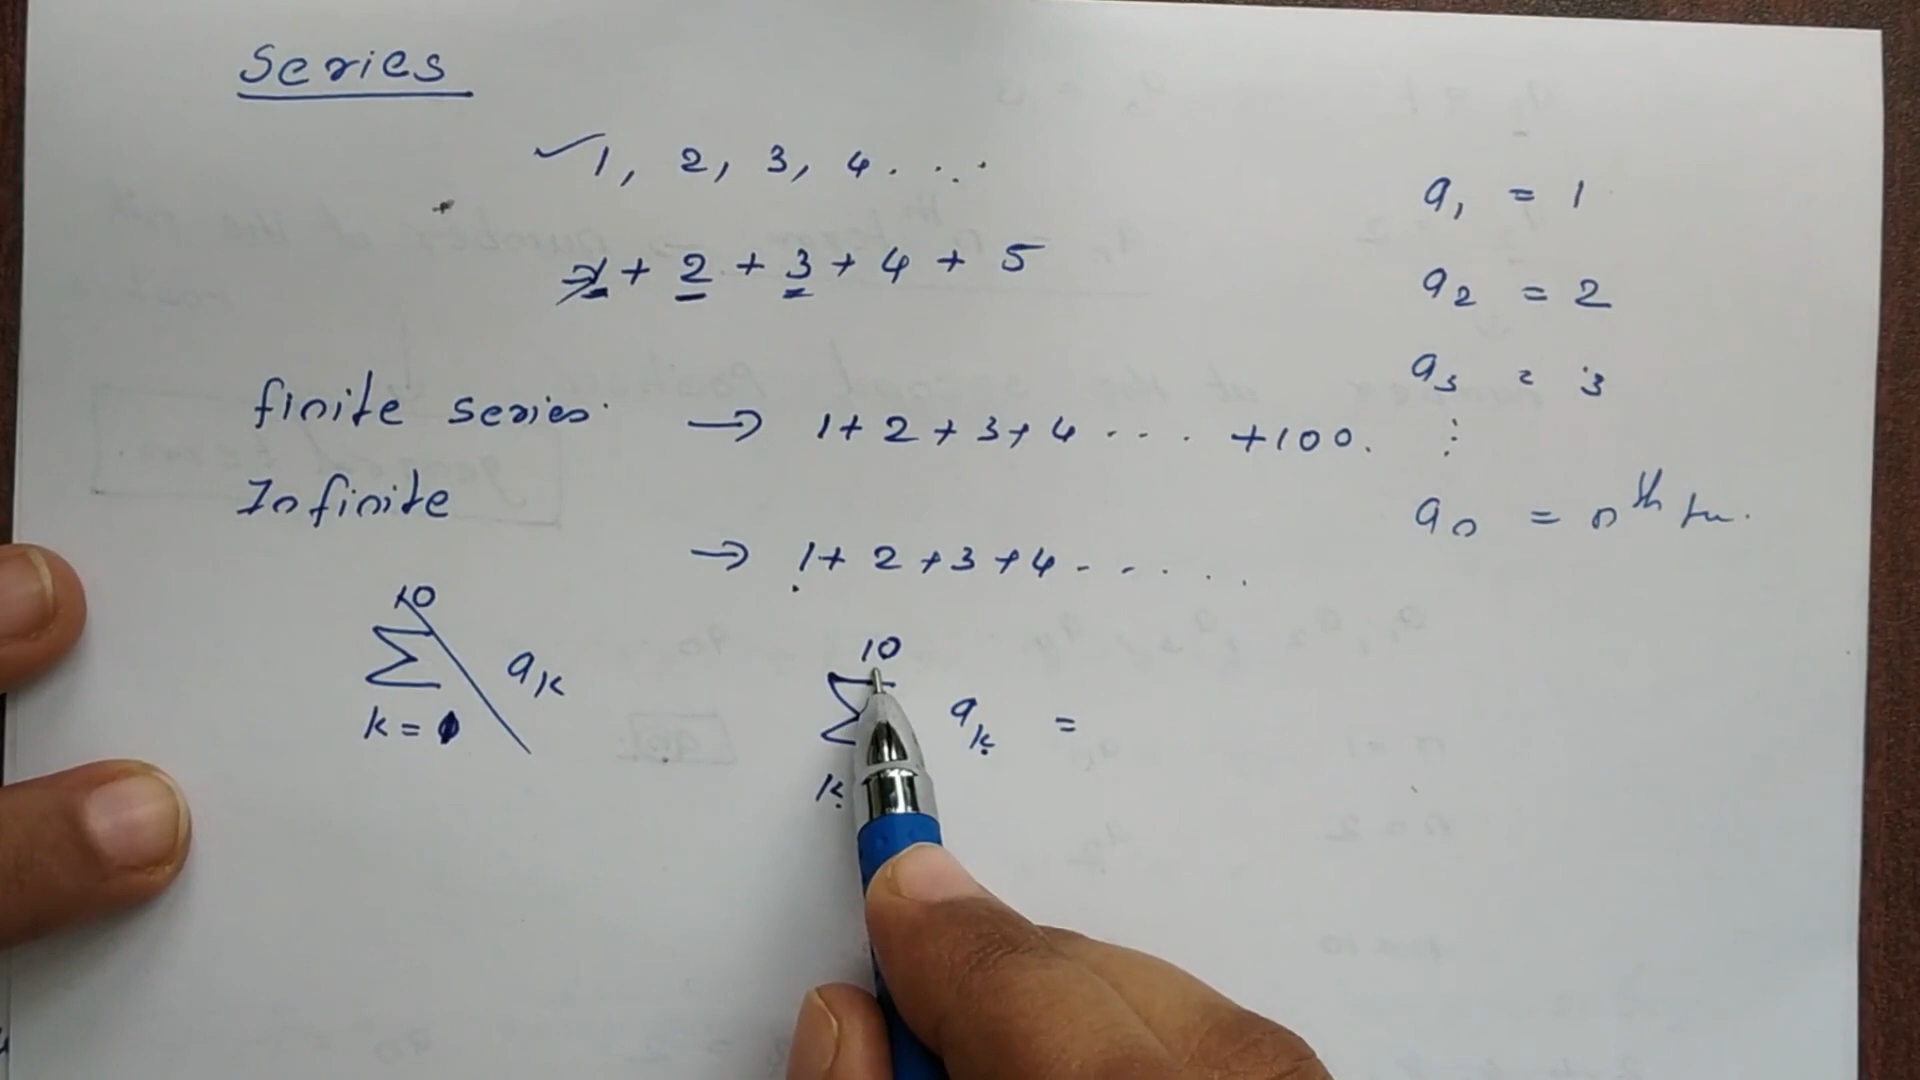 Series
1, 2, 3, 4.....
1 + 2 + 3 + 4 + 5
finite series. → 1 + 2 + 3 + 4 ... . +100.
Infinite
→ 1 + 2 + 3 + 4 - - . . .
a₁ = 1
a₂ = 2
a₃ = 3
⋮
aₙ = nth
10
Σ aₖ
k =
10
Σ aₖ =
k